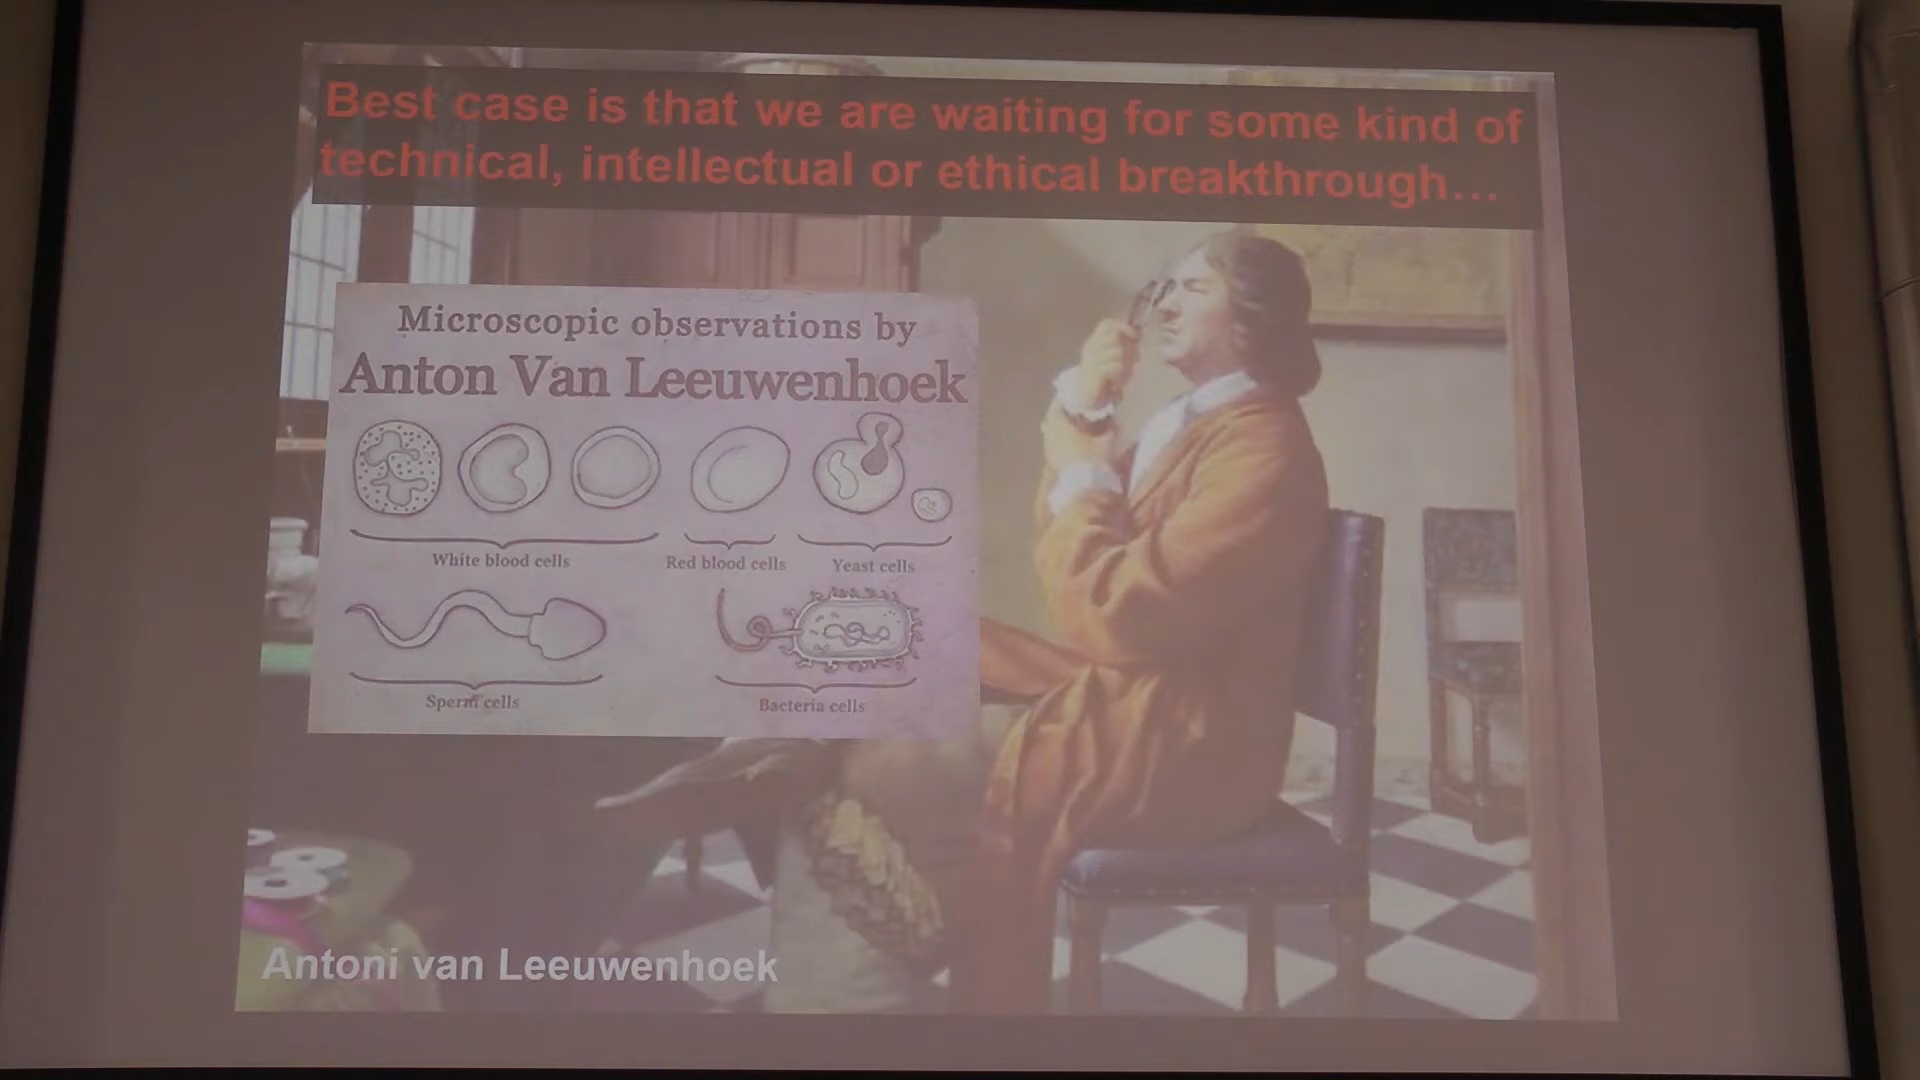 Best case is that we are waiting for some kind of
technical, intellectual or ethical breakthrough...
Microscopic observations by
Anton Van Leeuwenhoek
White blood cells
Red blood cells
Yeast cells
Sperm cells
Bacteria cells
Antoni van Leeuwenhoek